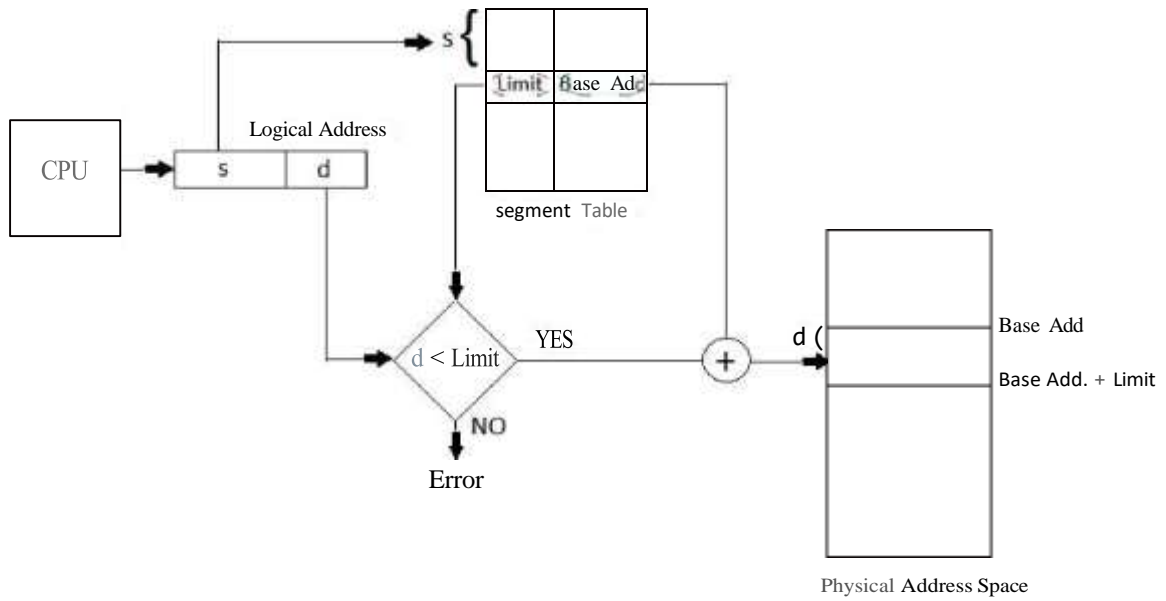 s {
Limit Base Add
Logical Address
CPU
s d
segment Table
Base Add
YES
d (
d < Limit
+
Base Add. + Limit
NO
Error
Physical Address Space